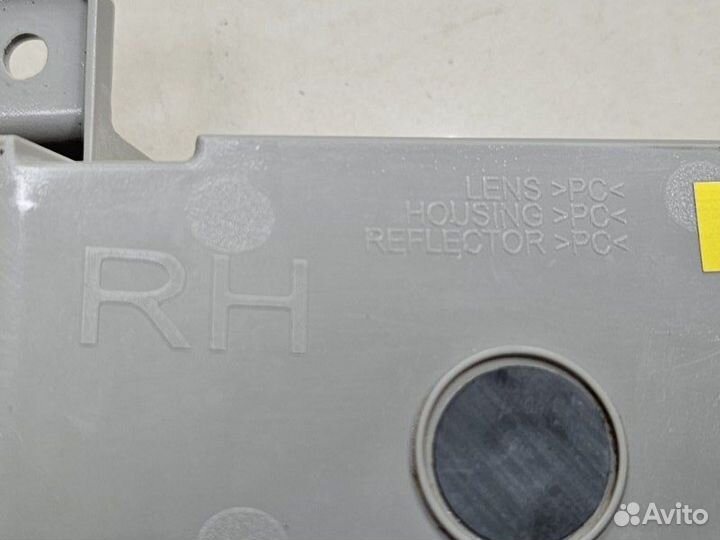 LENS >PC<
HOUSING >PC<
REFLECTOR >PC<
RH
Avito